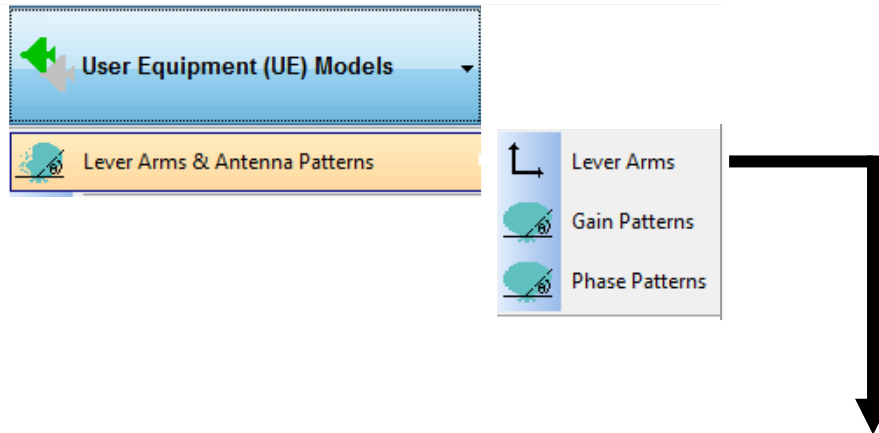 User Equipment (UE) Models
Lever Arms & Antenna Patterns
Lever Arms
Gain Patterns
Phase Patterns